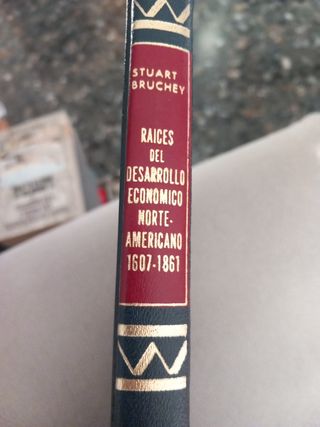 STUART
BRUCHEY
RAICES
DEL
DESARROLLO
ECONOMICO
NORTE-
AMERICANO
1607-1861